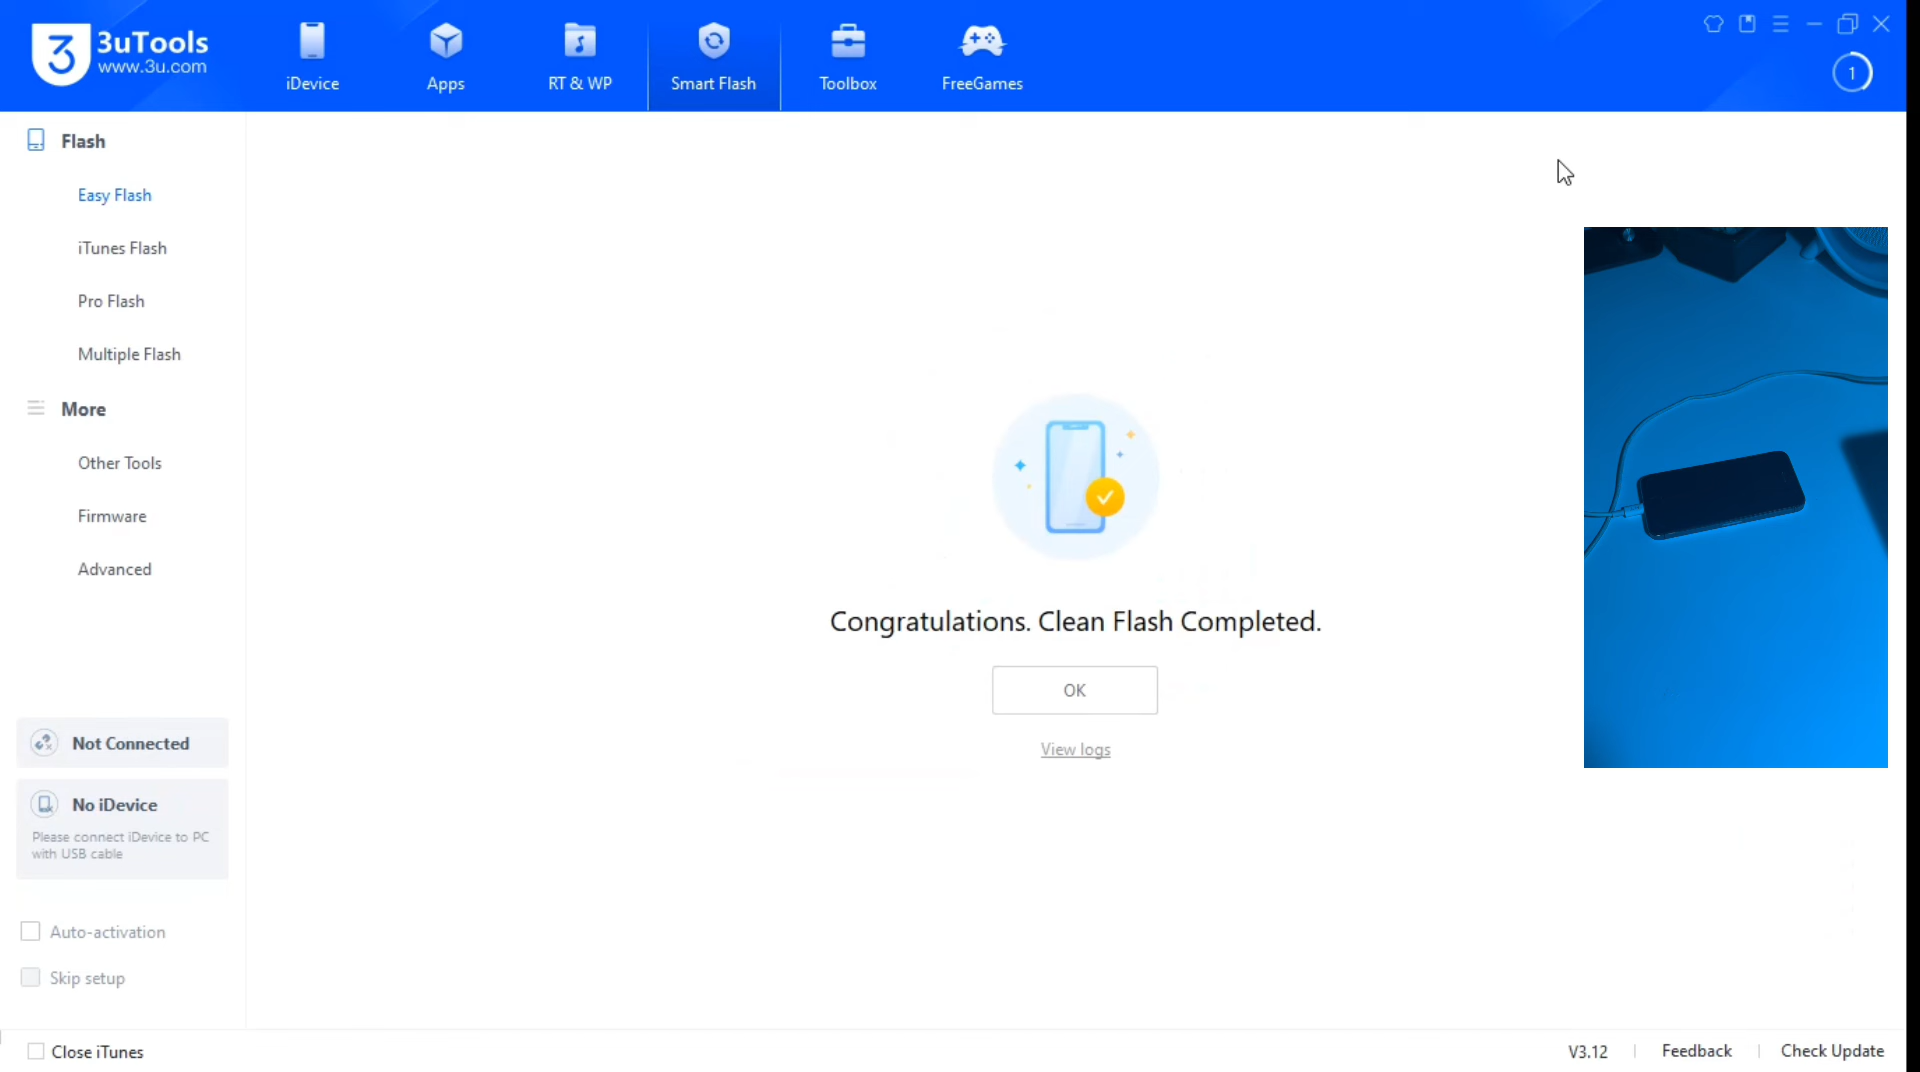 3
3uTools
www.3u.com
iDevice
Apps
RT & WP
Smart Flash
Toolbox
FreeGames
1
Flash
Easy Flash
iTunes Flash
Pro Flash
Multiple Flash
More
Other Tools
Firmware
Advanced
Congratulations. Clean Flash Completed.
OK
View logs
Not Connected
No iDevice
Please connect iDevice to PC
with USB cable
Auto-activation
Skip setup
Close iTunes
V3.12
Feedback
Check Update